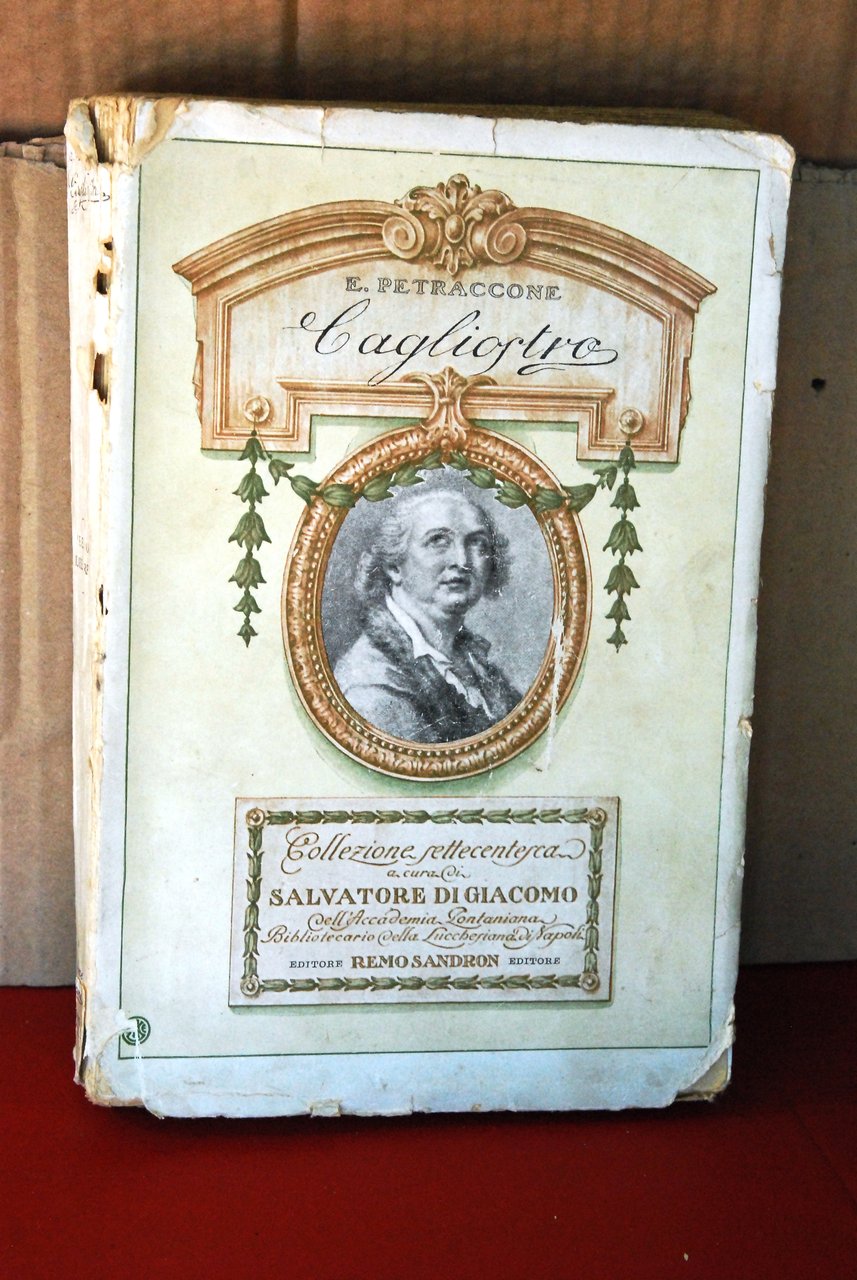 E. PETRACCONE
Cagliostro
Collezione settecentesca
a cura di
SALVATORE DI GIACOMO
dell'Accademia Pontaniana
Bibliotecario della Lucchesiana di Napoli
EDITORE REMO SANDRON EDITORE